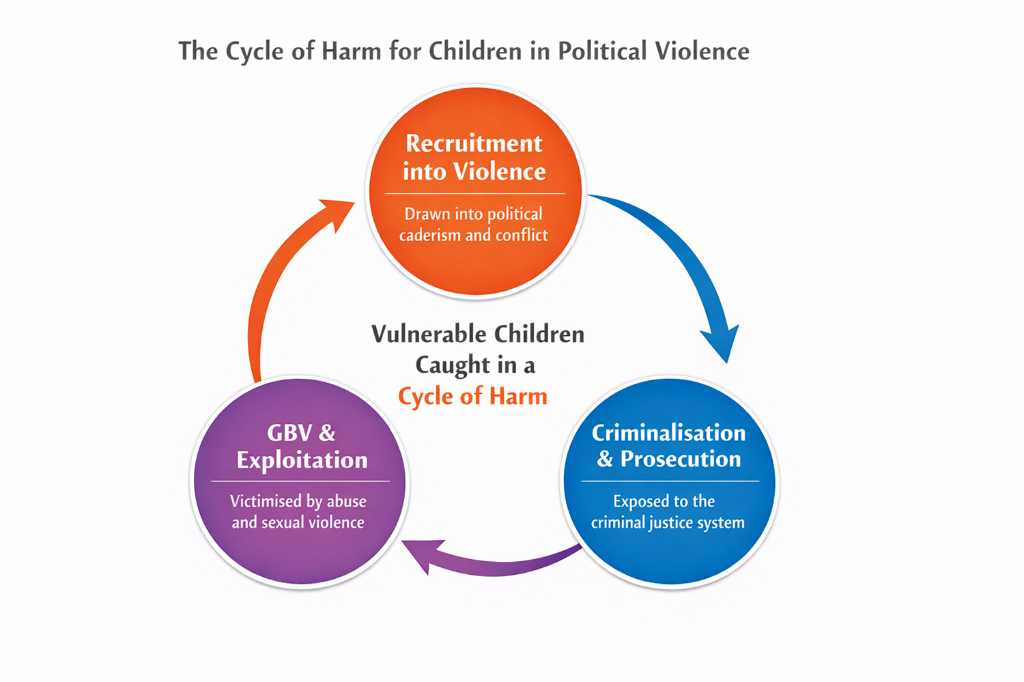 The Cycle of Harm for Children in Political Violence
Recruitment
into Violence
Drawn into political
caderism and conflict
Vulnerable Children
Caught in a
Cycle of Harm
GBV &
Exploitation
Victimised by abuse
and sexual violence
Criminalisation
& Prosecution
Exposed to the
criminal justice system